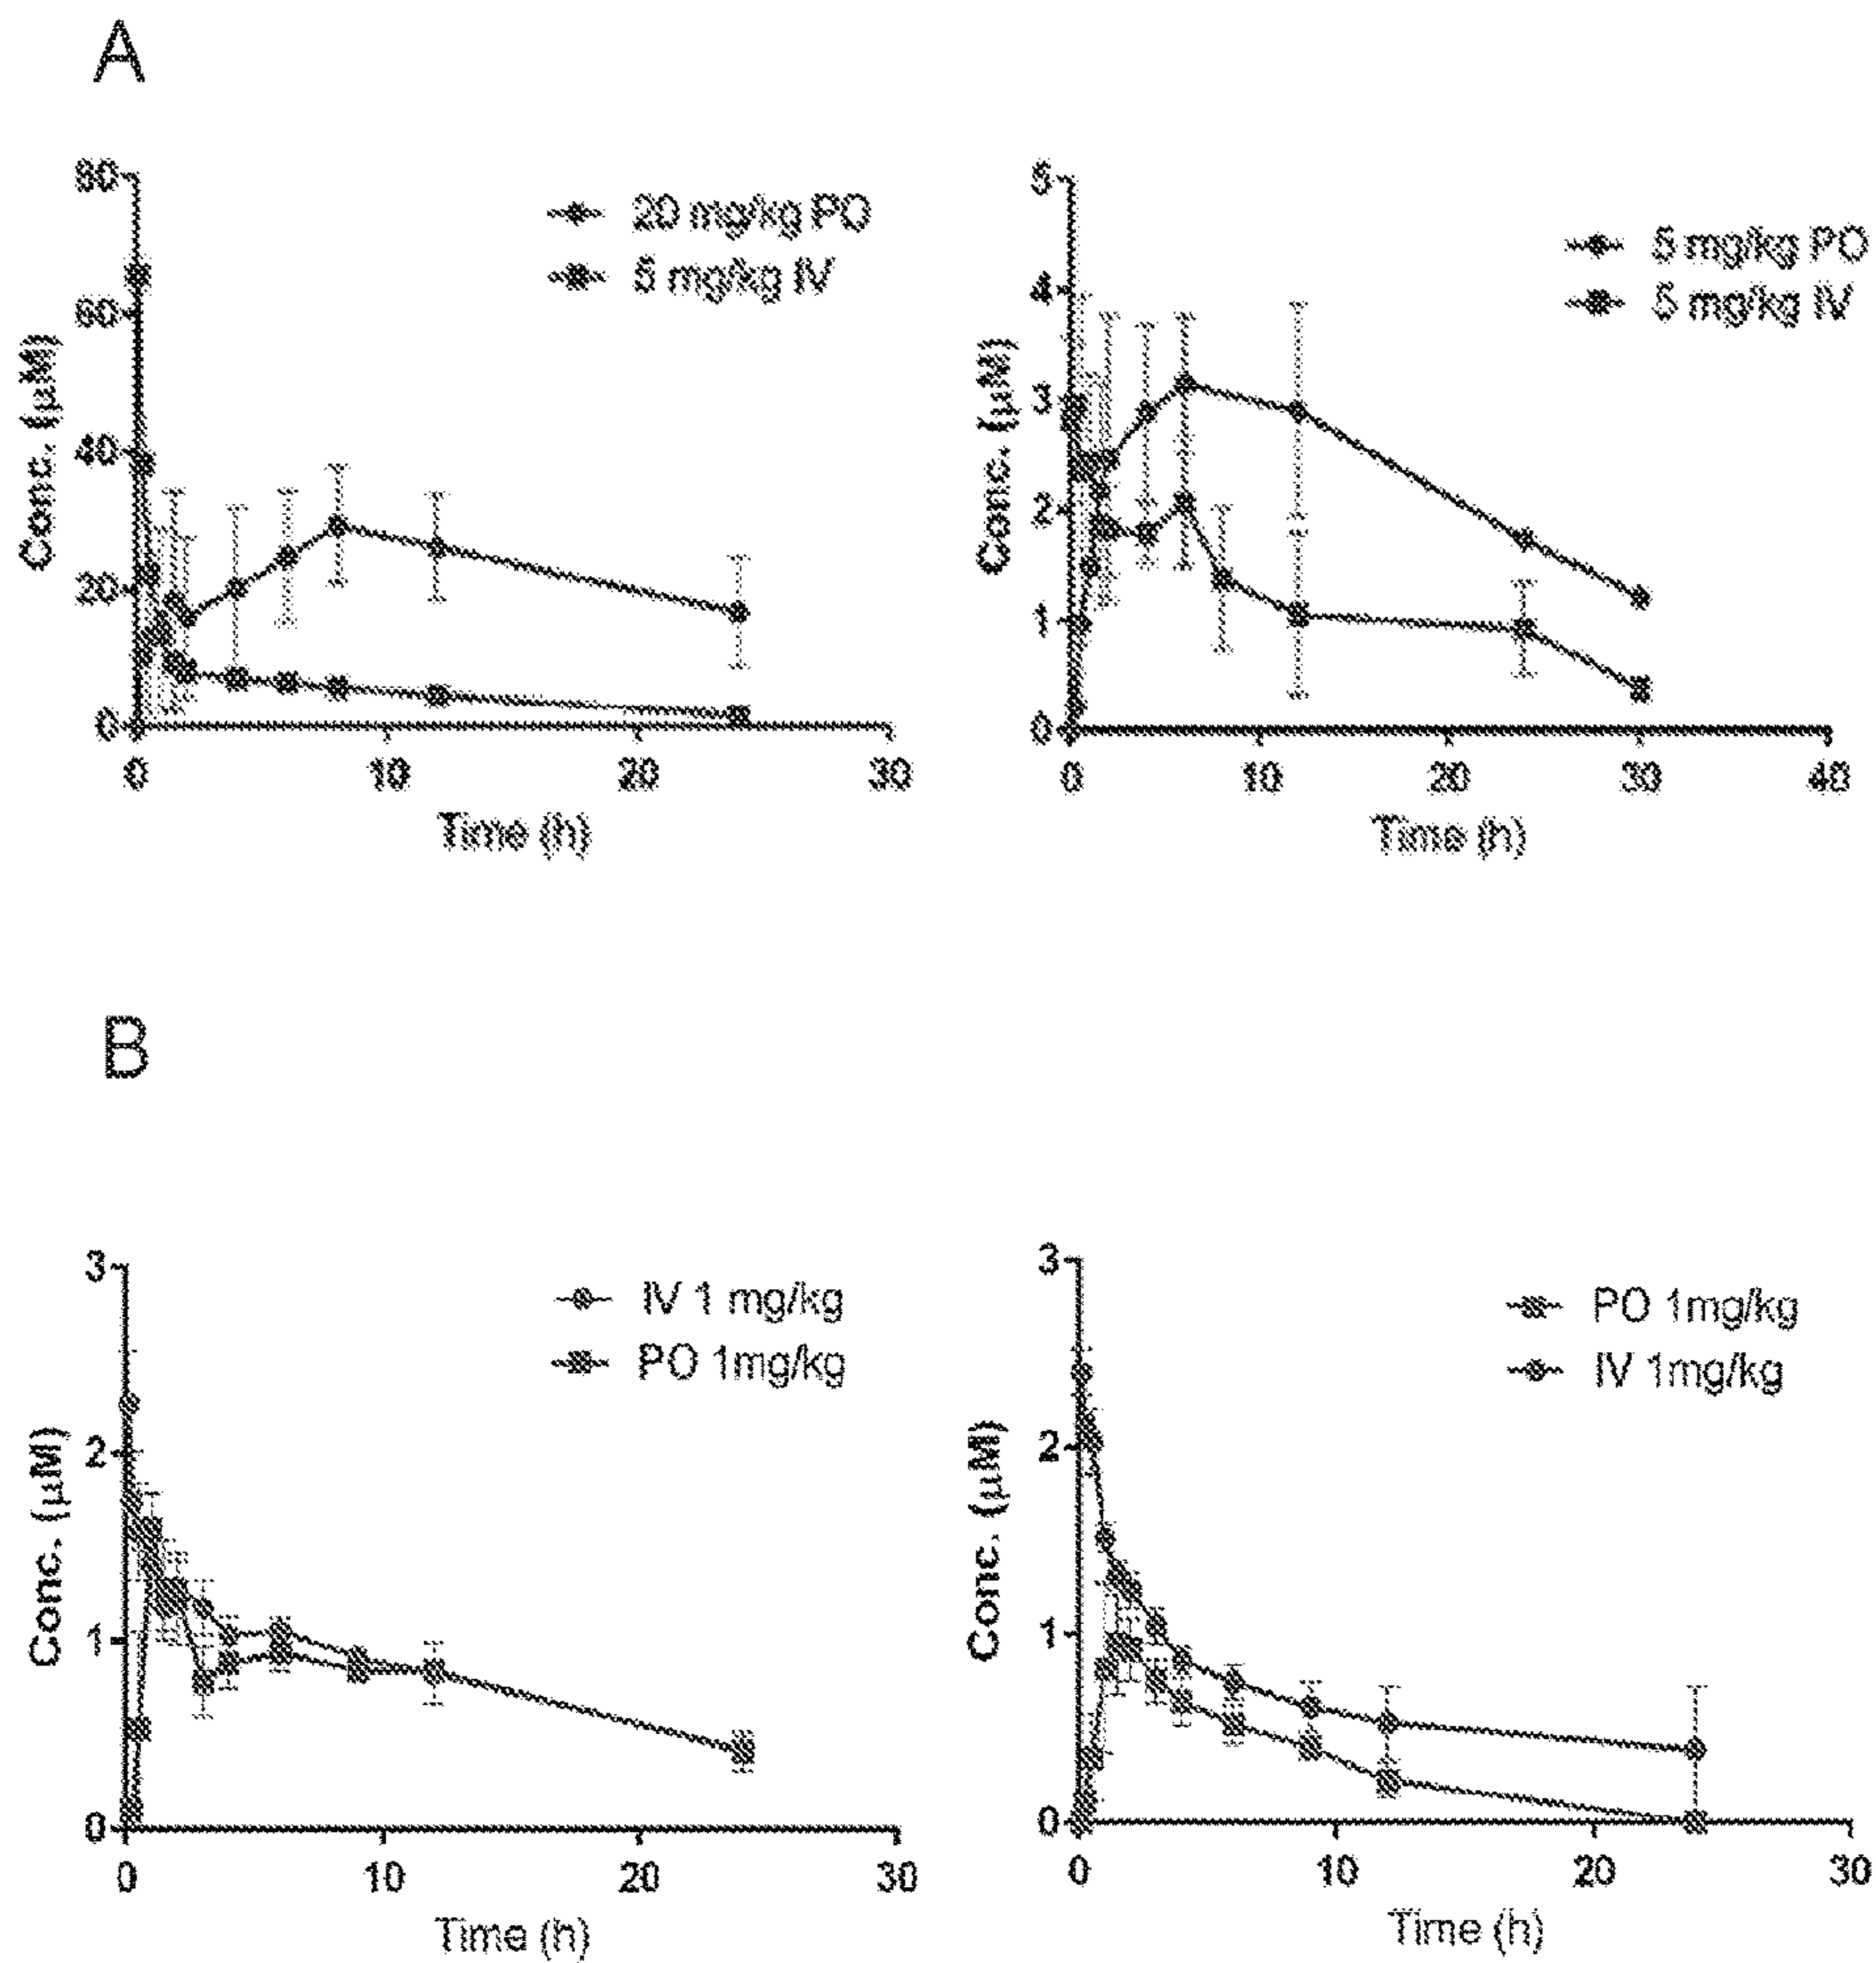 A
80
60
40
20
0
Conc. (μM)
0 10 20 30
Time (h)
20 mg/kg PO
5 mg/kg IV
5
4
3
2
1
0
Conc. (μM)
0 10 20 30 40
Time (h)
5 mg/kg PO
5 mg/kg IV
B
3
2
1
0
Conc. (μM)
0 10 20 30
Time (h)
IV 1 mg/kg
PO 1mg/kg
3
2
1
0
Conc. (μM)
0 10 20 30
Time (h)
PO 1mg/kg
IV 1mg/kg